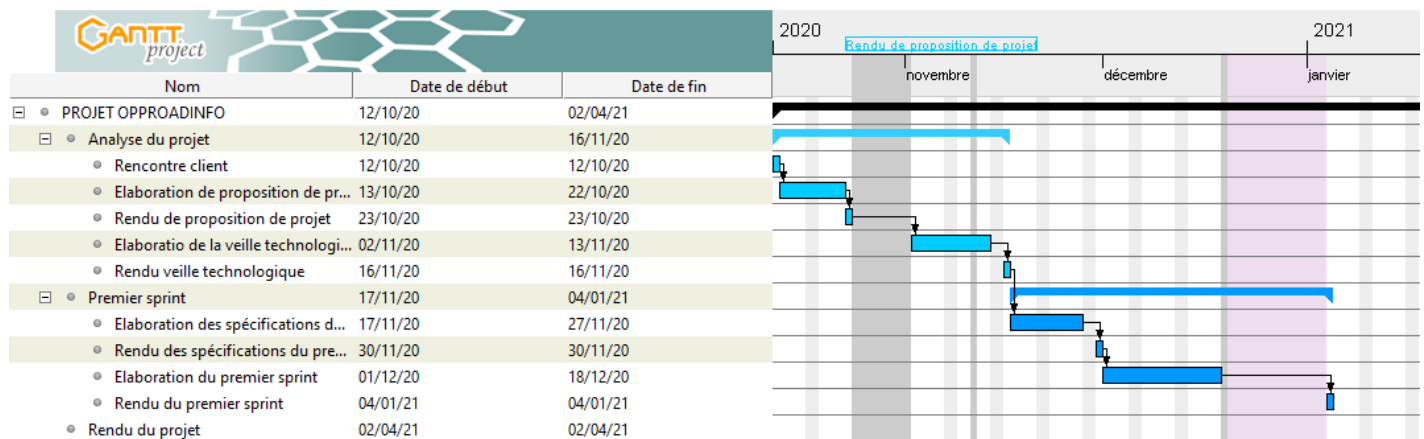 GANTT
project
2020
2021
Rendu de proposition de projet
novembre
décembre
janvier
Nom Date de début Date de fin
PROJET OPPROADINFO 12/10/20 02/04/21
Analyse du projet 12/10/20 16/11/20
Rencontre client 12/10/20 12/10/20
Elaboration de proposition de pr... 13/10/20 22/10/20
Rendu de proposition de projet 23/10/20 23/10/20
Elaboratio de la veille technologi... 02/11/20 13/11/20
Rendu veille technologique 16/11/20 16/11/20
Premier sprint 17/11/20 04/01/21
Elaboration des spécifications d... 17/11/20 27/11/20
Rendu des spécifications du pre... 30/11/20 30/11/20
Elaboration du premier sprint 01/12/20 18/12/20
Rendu du premier sprint 04/01/21 04/01/21
Rendu du projet 02/04/21 02/04/21